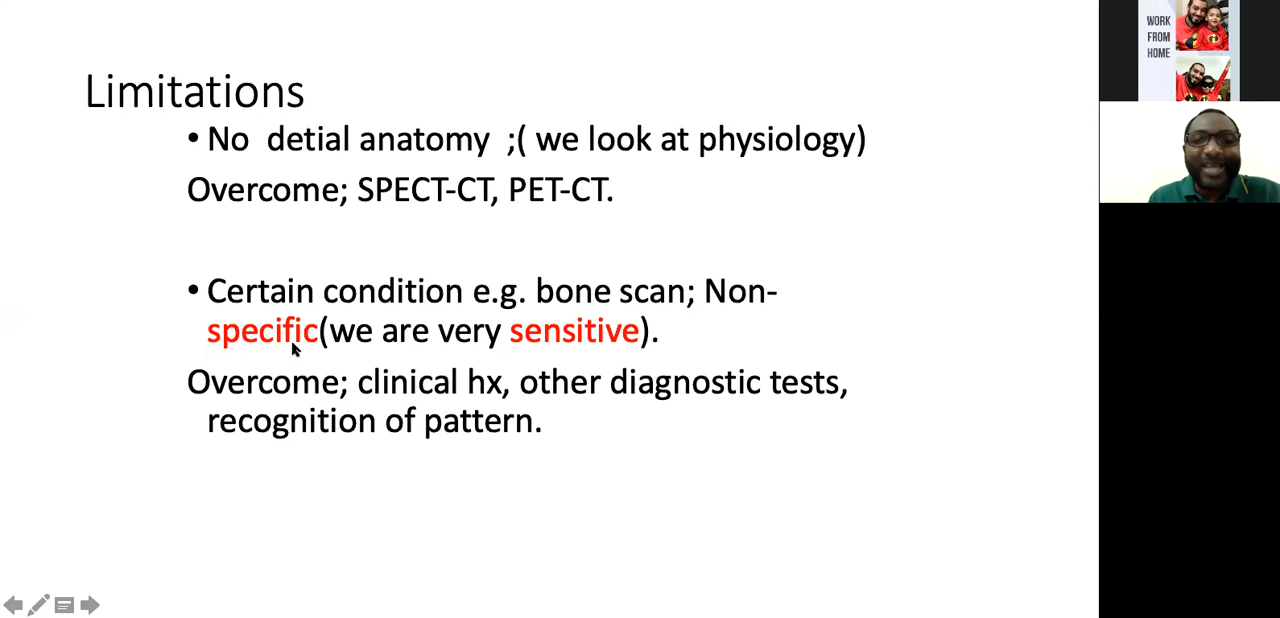 Limitations
• No  detial anatomy  ;( we look at physiology)
Overcome; SPECT-CT, PET-CT.
• Certain condition e.g. bone scan; Non-
specific(we are very sensitive).
Overcome; clinical hx, other diagnostic tests,
recognition of pattern.
WORK
FROM
HOME